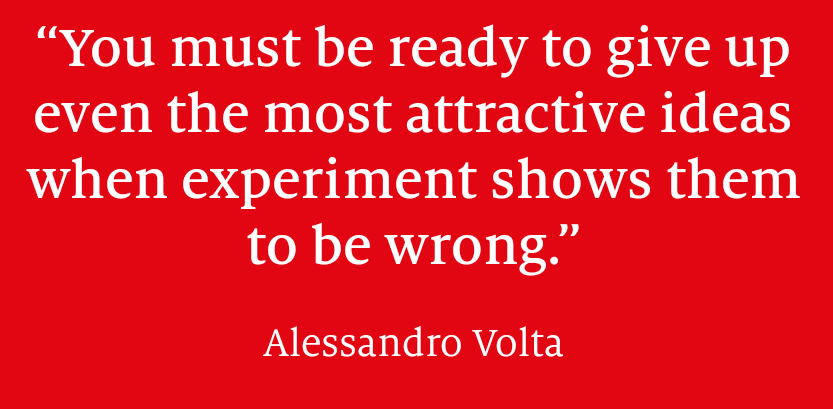 “You must be ready to give up
even the most attractive ideas
when experiment shows them
to be wrong.”
Alessandro Volta